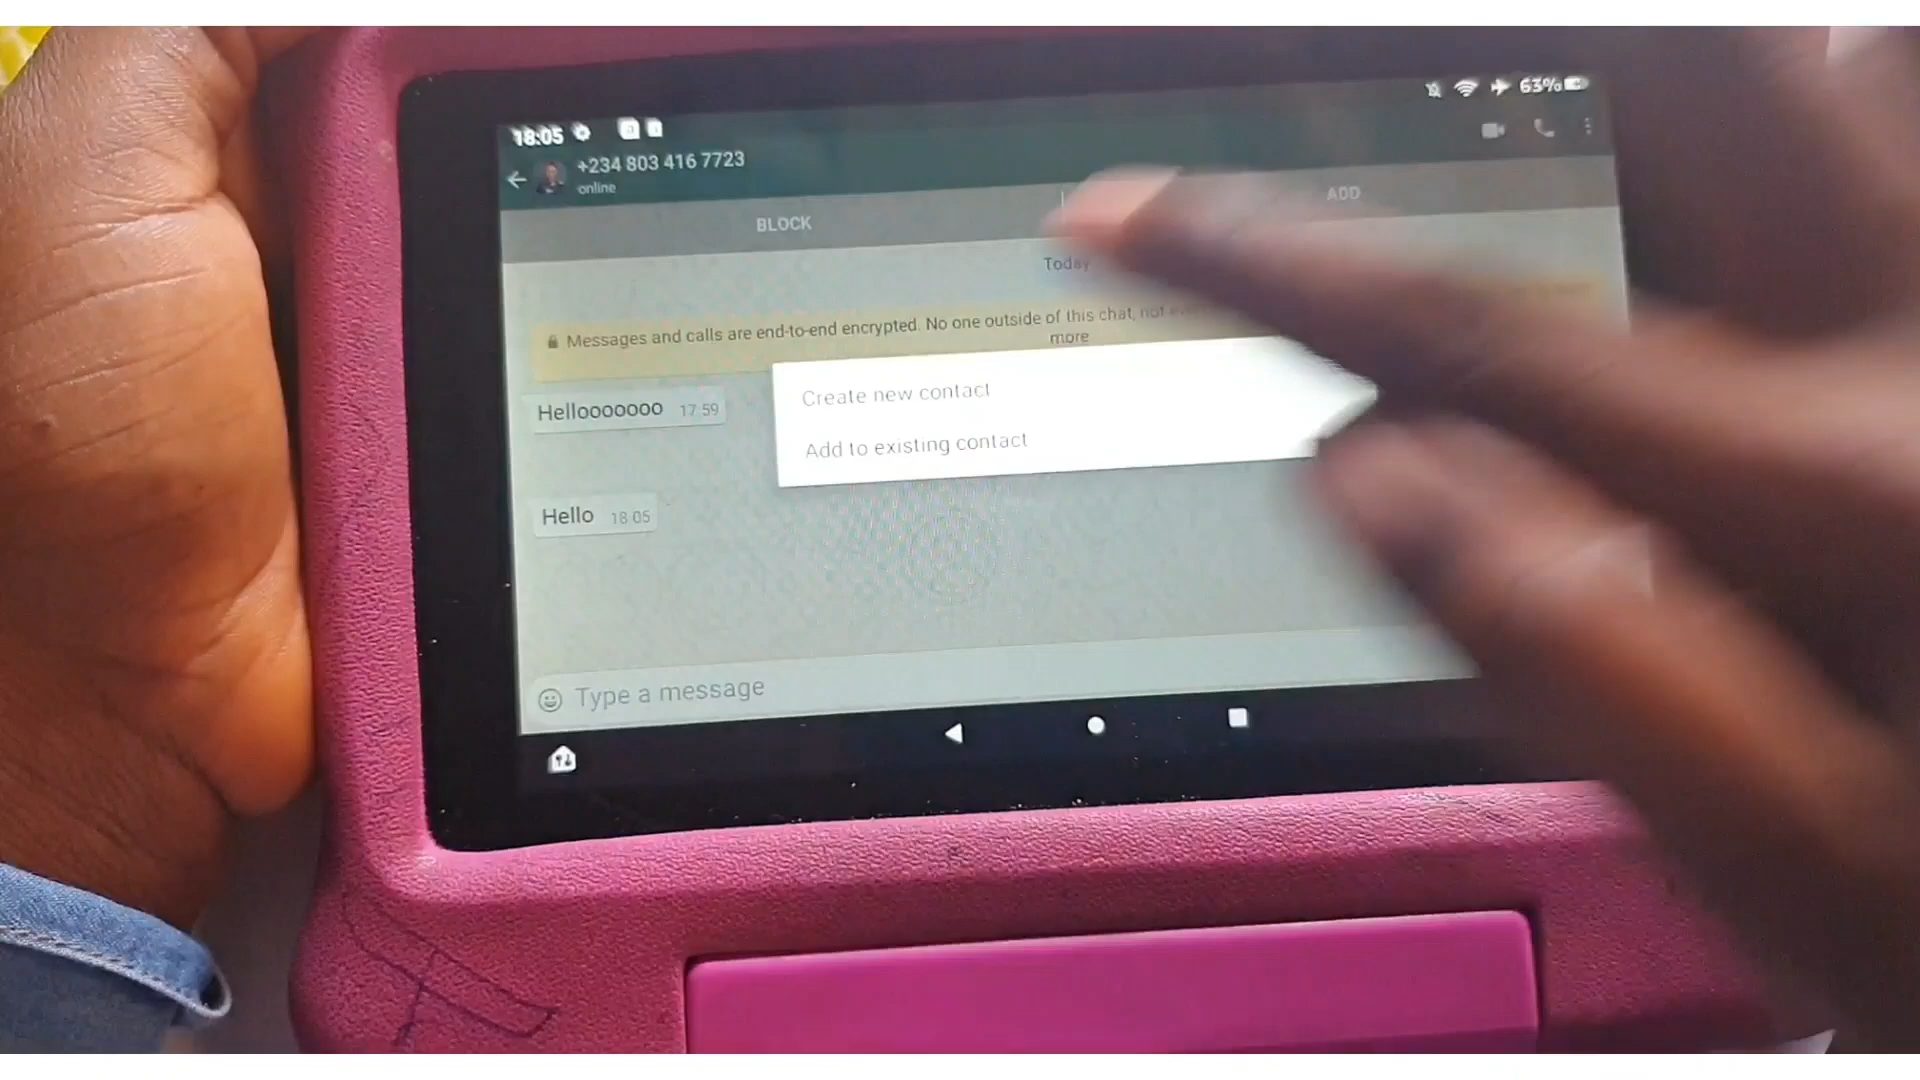 18:05
63%
+234 803 416 7723
online
BLOCK
ADD
Today
Messages and calls are end-to-end encrypted. No one outside of this chat, not
more
Create new contact
Add to existing contact
Hellooooooo 17:59
Hello 18:05
Type a message